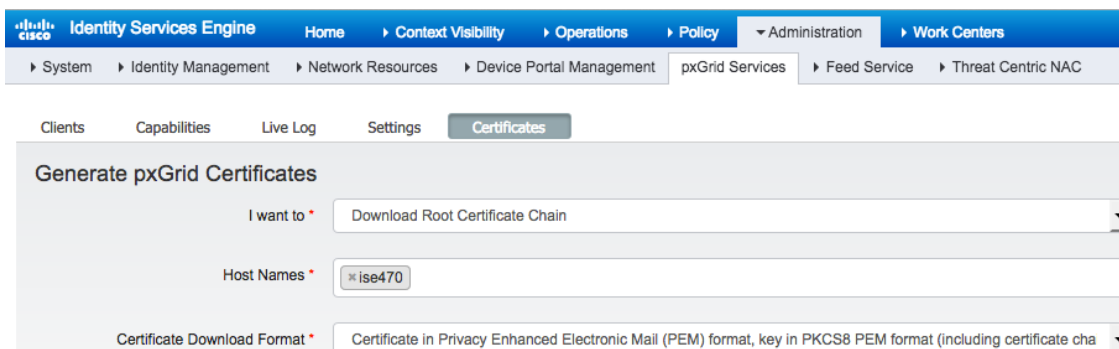 cisco Identity Services Engine Home Context Visibility Operations Policy Administration Work Centers
System Identity Management Network Resources Device Portal Management pxGrid Services Feed Service Threat Centric NAC
Clients Capabilities Live Log Settings Certificates
Generate pxGrid Certificates
I want to * Download Root Certificate Chain
Host Names * × ise470
Certificate Download Format * Certificate in Privacy Enhanced Electronic Mail (PEM) format, key in PKCS8 PEM format (including certificate cha